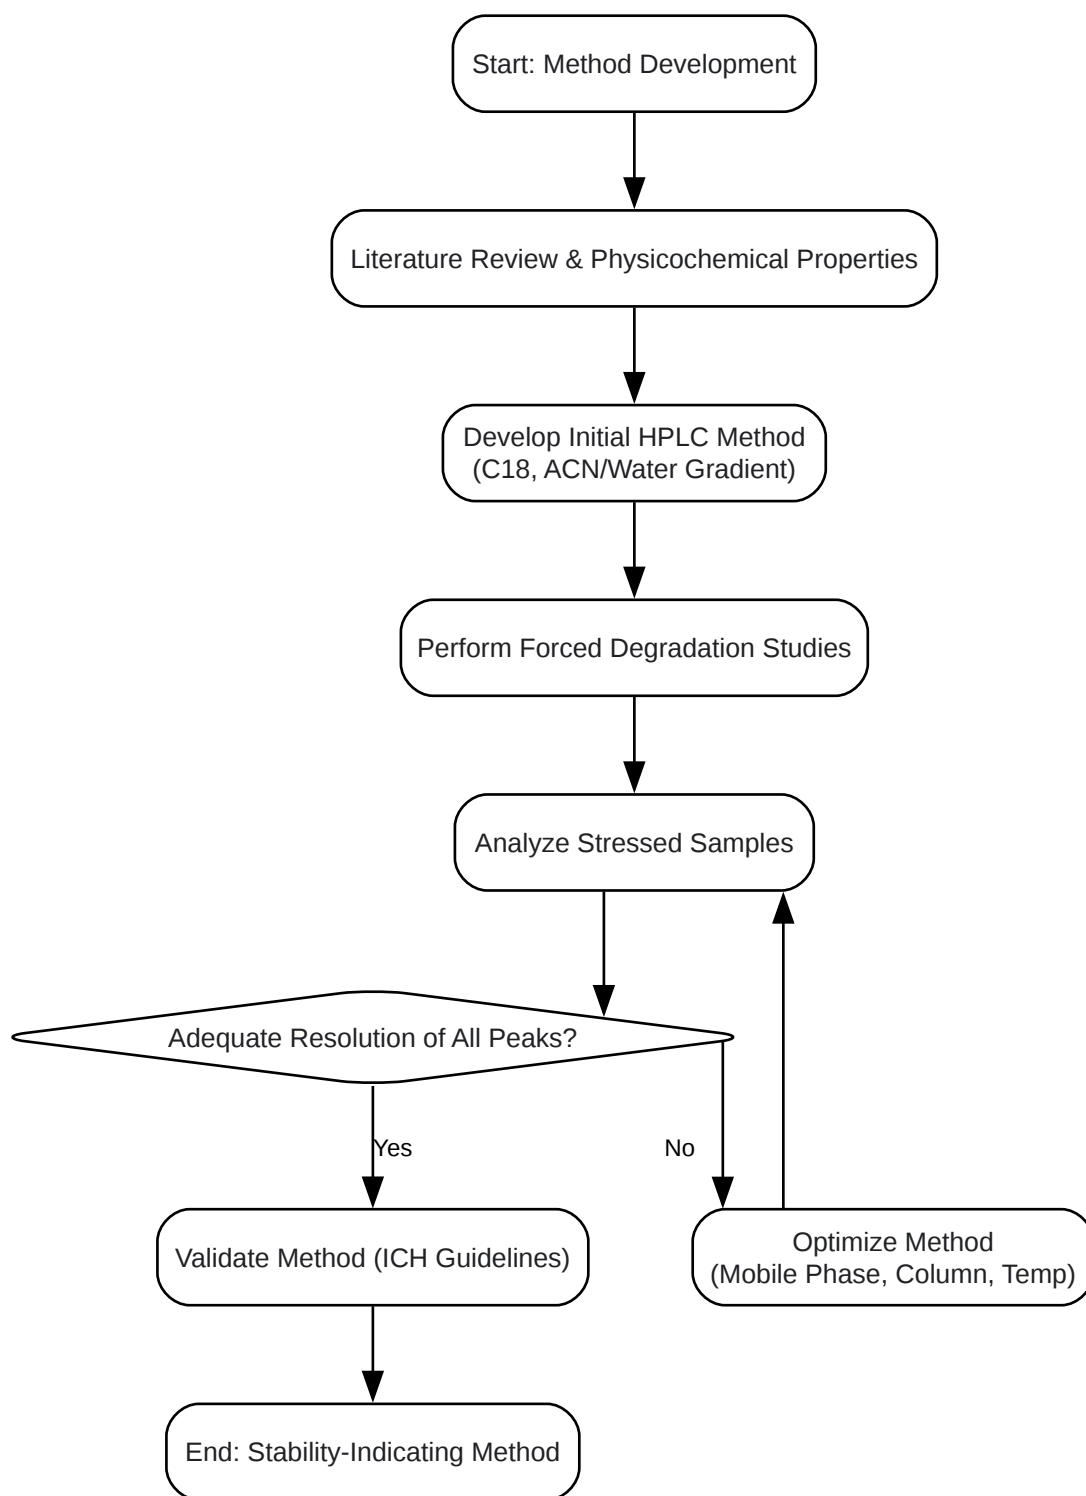 Start: Method Development
Literature Review & Physicochemical Properties
Develop Initial HPLC Method
(C18, ACN/Water Gradient)
Perform Forced Degradation Studies
Analyze Stressed Samples
Adequate Resolution of All Peaks?
Yes
No
Validate Method (ICH Guidelines)
Optimize Method
(Mobile Phase, Column, Temp)
End: Stability-Indicating Method